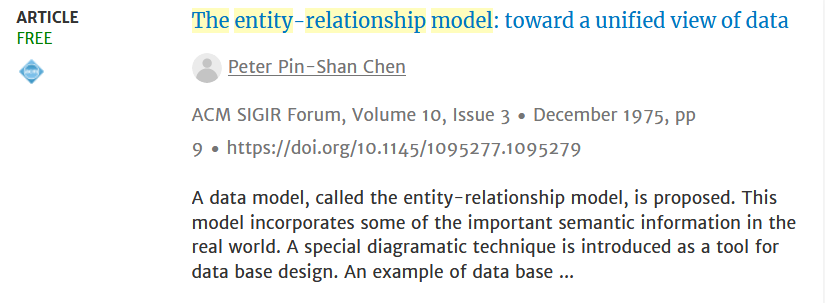 ARTICLE
FREE
The entity-relationship model: toward a unified view of data
Peter Pin-Shan Chen
ACM SIGIR Forum, Volume 10, Issue 3 • December 1975, pp
9 • https://doi.org/10.1145/1095277.1095279
A data model, called the entity-relationship model, is proposed. This
model incorporates some of the important semantic information in the
real world. A special diagramatic technique is introduced as a tool for
data base design. An example of data base ...